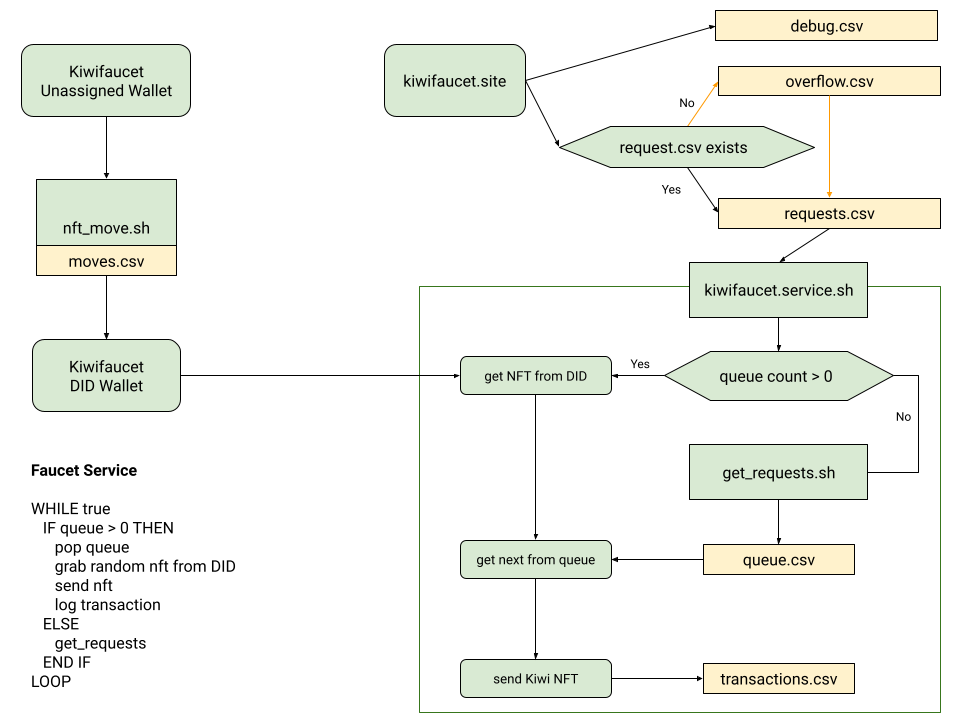 Kiwifaucet
Unassigned Wallet
kiwifaucet.site
debug.csv
overflow.csv
No
request.csv exists
Yes
requests.csv
nft_move.sh
moves.csv
kiwifaucet.service.sh
Kiwifaucet
DID Wallet
get NFT from DID
Yes
queue count > 0
No
get_requests.sh
get next from queue
queue.csv
send Kiwi NFT
transactions.csv
Faucet Service
WHILE true
IF queue > 0 THEN
pop queue
grab random nft from DID
send nft
log transaction
ELSE
get_requests
END IF
LOOP